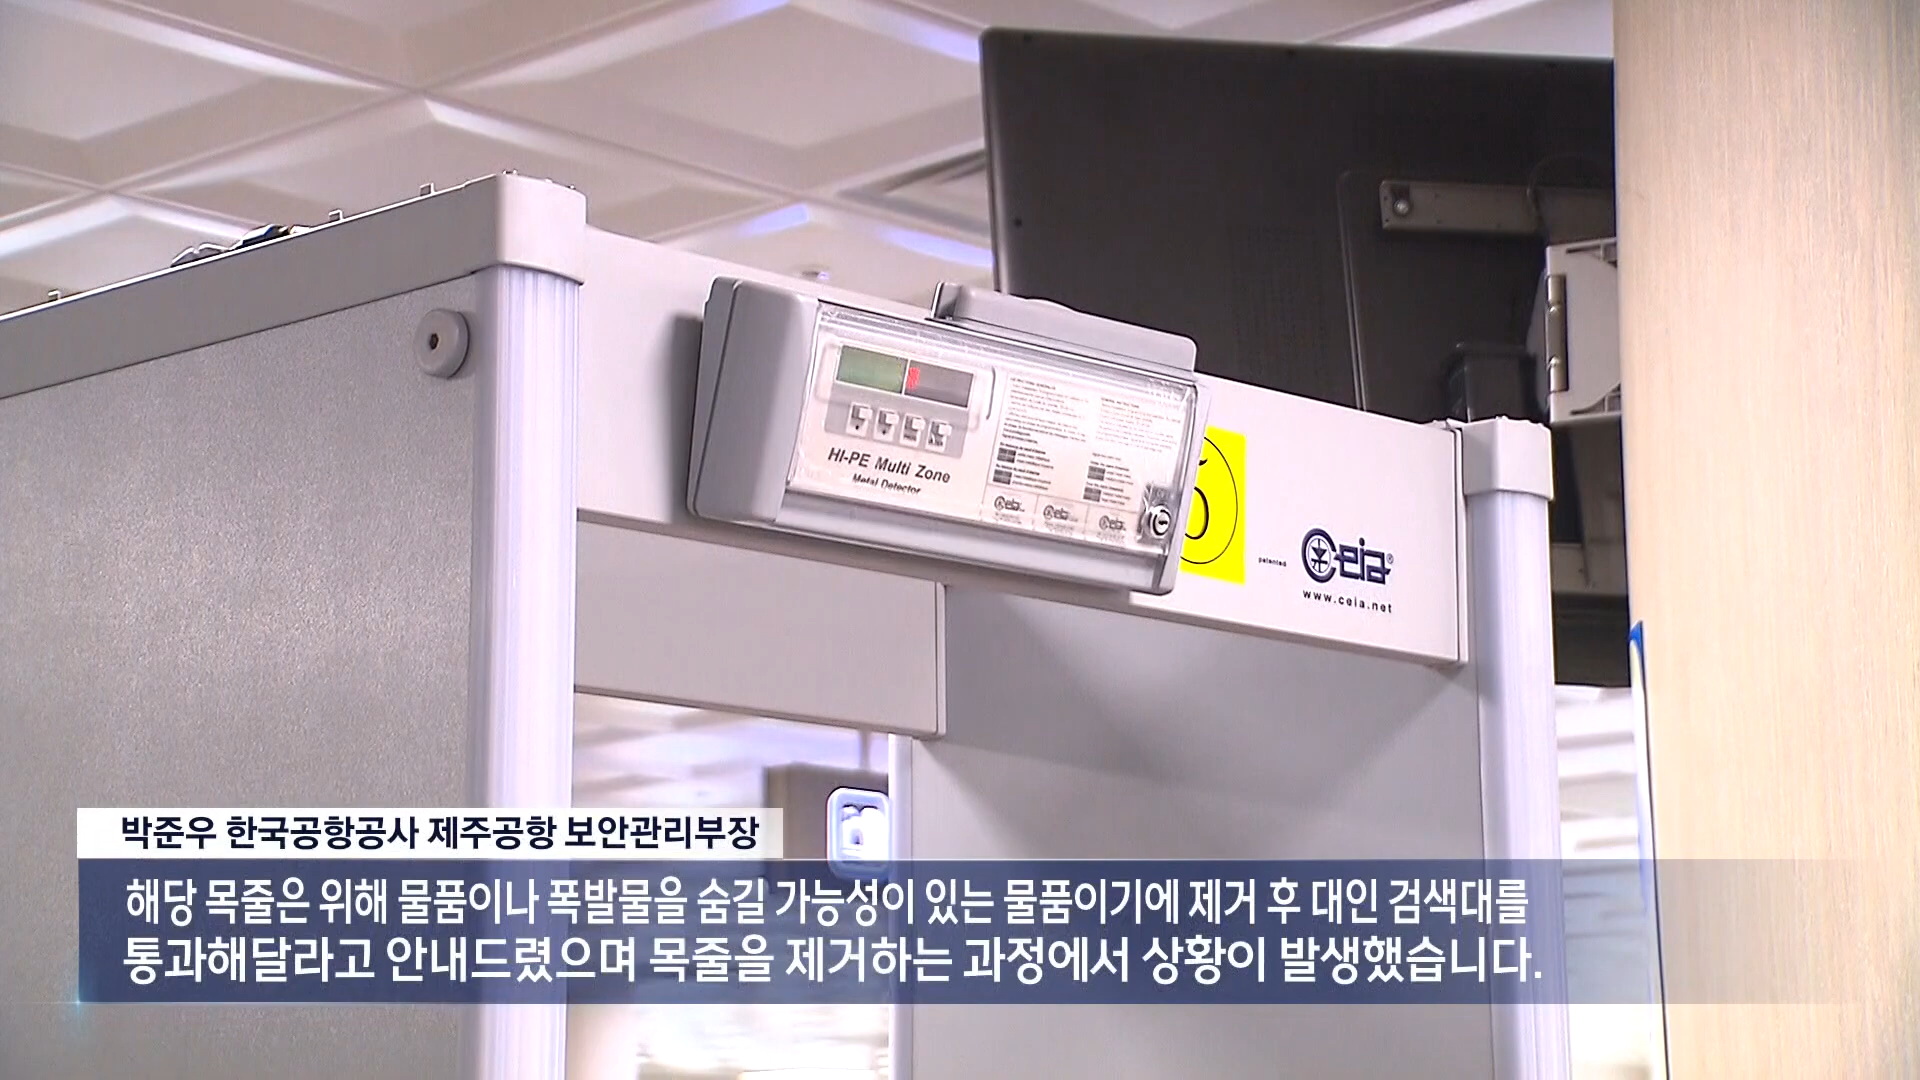 HI-PE Multi Zone
Metal Detector
Ceia
Ceia
Ceia
patented
Ceia®
www.ceia.net
박준우 한국공항공사 제주공항 보안관리부장
해당 목줄은 위해 물품이나 폭발물을 숨길 가능성이 있는 물품이기에 제거 후 대인 검색대를
통과해달라고 안내드렸으며 목줄을 제거하는 과정에서 상황이 발생했습니다.